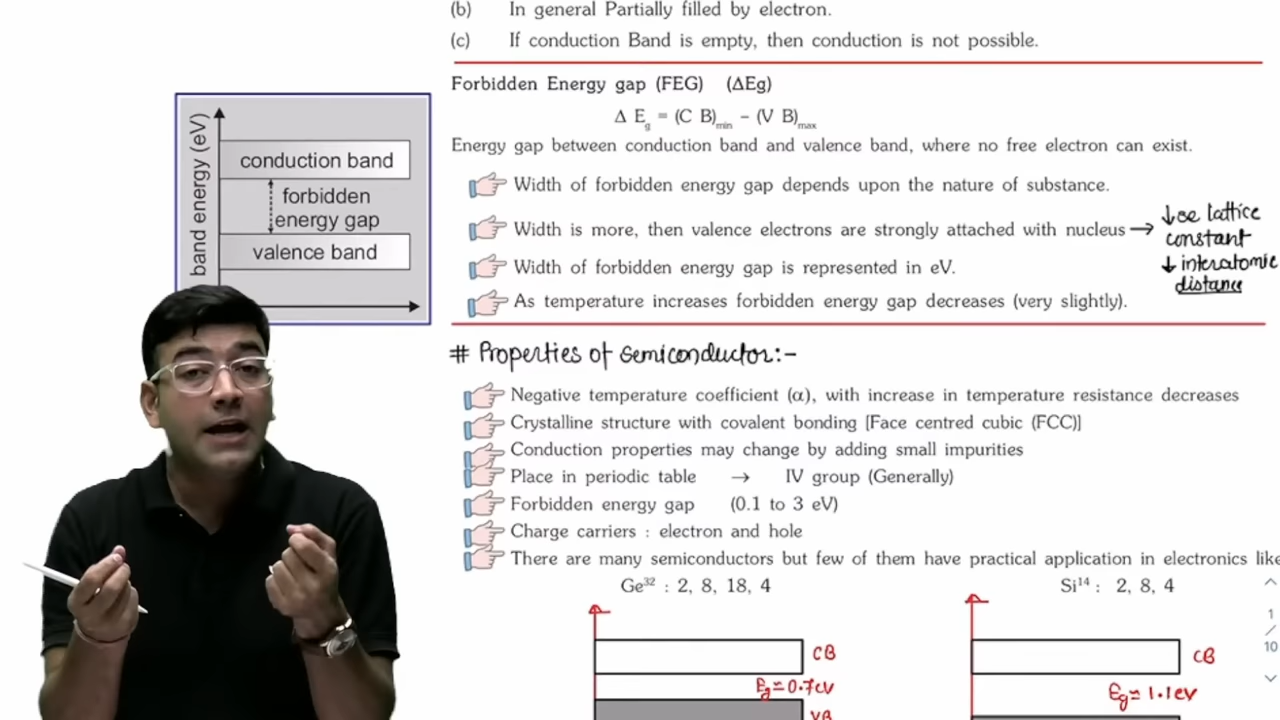 (b) In general Partially filled by electron.
(c) If conduction Band is empty, then conduction is not possible.
Forbidden Energy gap (FEG) (ΔEg)
Δ E_g = (C B)_min – (V B)_max
Energy gap between conduction band and valence band, where no free electron can exist.
Width of forbidden energy gap depends upon the nature of substance.
Width is more, then valence electrons are strongly attached with nucleus → ↓se lattice
constant
↓ interatomic
distance
Width of forbidden energy gap is represented in eV.
As temperature increases forbidden energy gap decreases (very slightly).
band energy (eV)
conduction band
forbidden
energy gap
valence band
# Properties of Semiconductor:-
Negative temperature coefficient (α), with increase in temperature resistance decreases
Crystalline structure with covalent bonding [Face centred cubic (FCC)]
Conduction properties may change by adding small impurities
Place in periodic table → IV group (Generally)
Forbidden energy gap (0.1 to 3 eV)
Charge carriers : electron and hole
There are many semiconductors but few of them have practical application in electronics like
Ge³² : 2, 8, 18, 4
Si¹⁴ : 2, 8, 4
CB
Eg≈0.7eV
VB
CB
Eg≈1.1eV
1
/
10